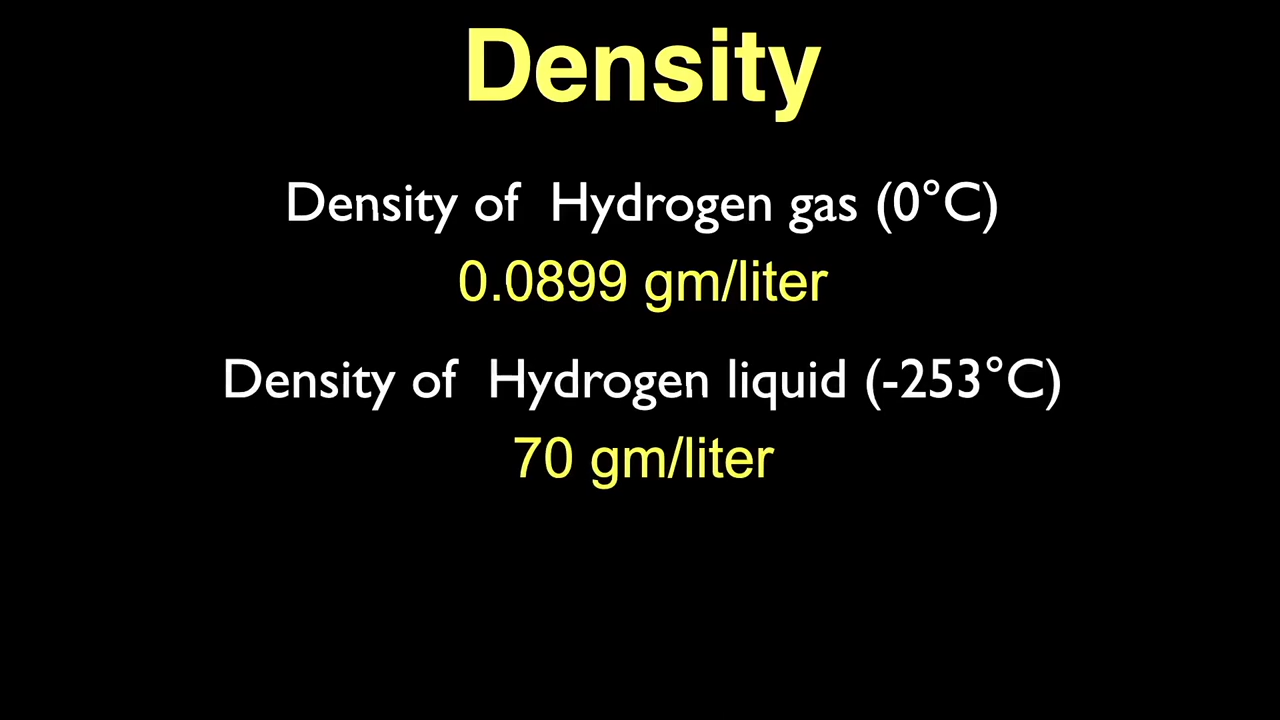 Density
Density of  Hydrogen gas (0°C)
0.0899 gm/liter
Density of  Hydrogen liquid (-253°C)
70 gm/liter